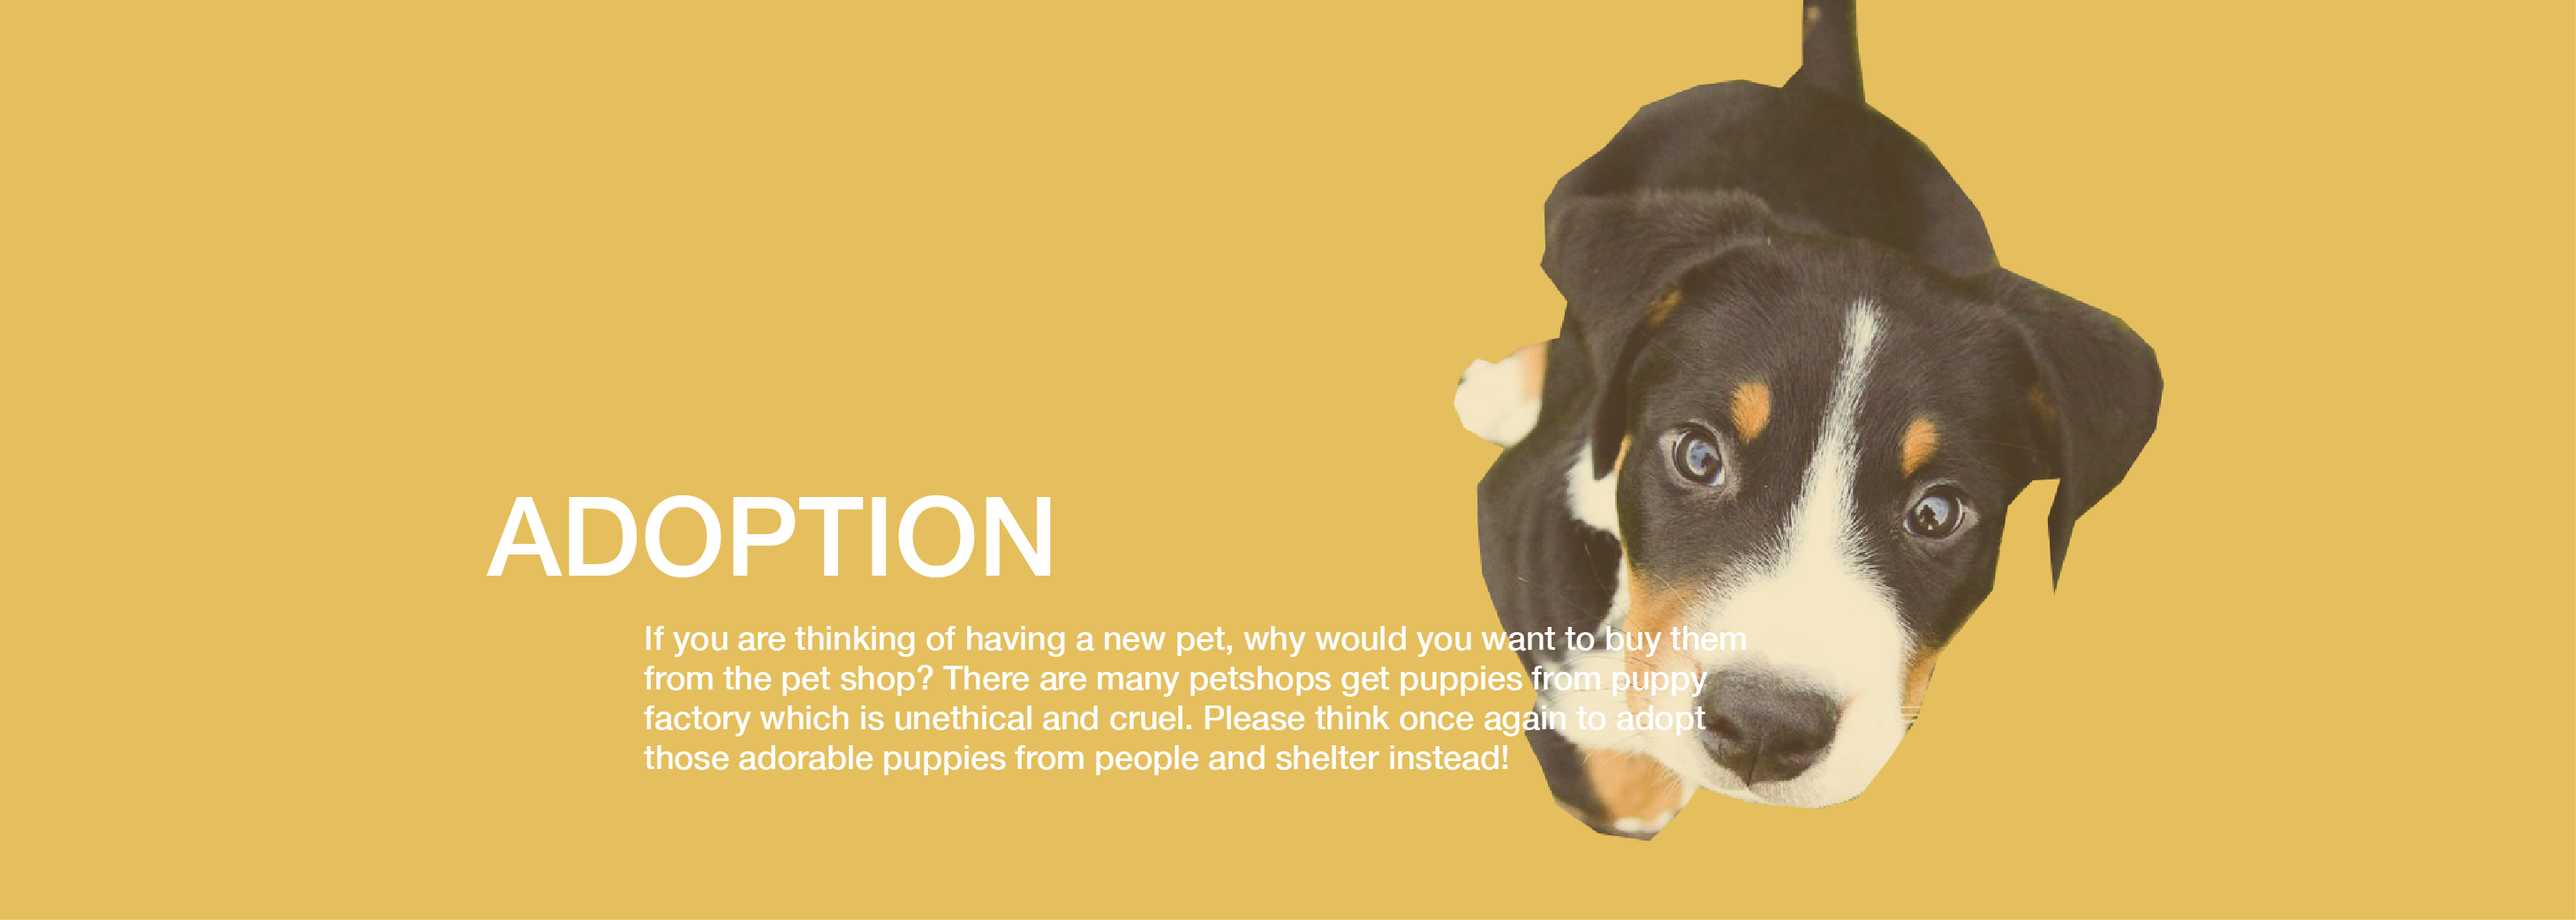 ADOPTION
If you are thinking of having a new pet, why would you want to buy them
from the pet shop? There are many petshops get puppies from puppy
factory which is unethical and cruel. Please think once again to adopt
those adorable puppies from people and shelter instead!